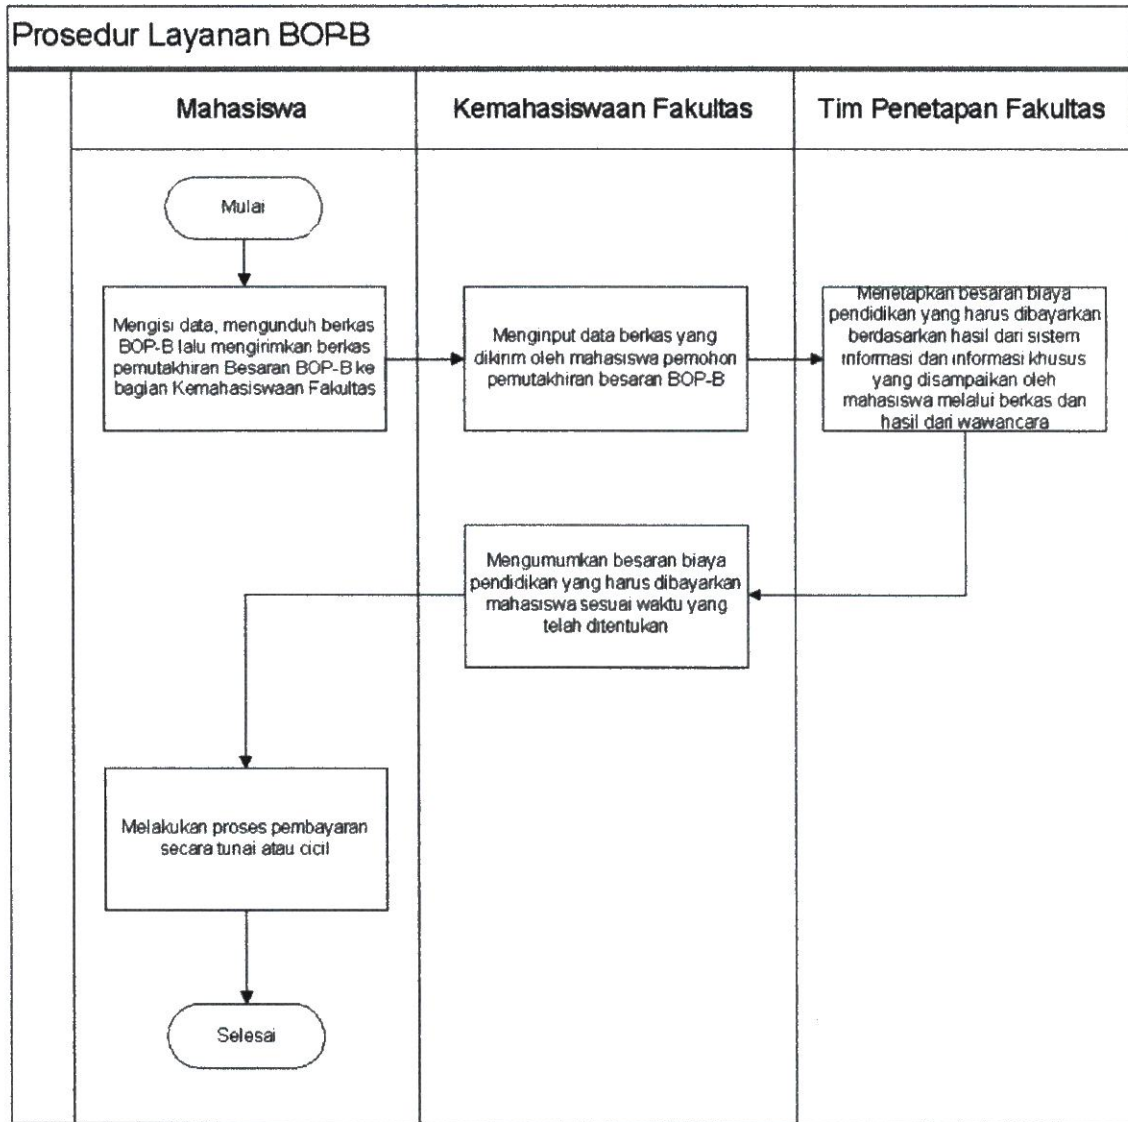 Prosedur Layanan BOP-B
Mahasiswa
Kemahasiswaan Fakultas
Tim Penetapan Fakultas
Mulai
Mengisi data, mengunduh berkas
BOP-B lalu mengirimkan berkas
pemutakhiran Besaran BOP-B ke
bagian Kemahasiswaan Fakultas
Menginput data berkas yang
dikirim oleh mahasiswa pemohon
pemutakhiran besaran BOP-B
Menetapkan besaran biaya
pendidikan yang harus dibayarkan
berdasarkan hasil dari sistem
informasi dan informasi khusus
yang disampaikan oleh
mahasiswa melalui berkas dan
hasil dari wawancara
Mengumumkan besaran biaya
pendidikan yang harus dibayarkan
mahasiswa sesuai waktu yang
telah ditentukan
Melakukan proses pembayaran
secara tunai atau cicil
Selesai